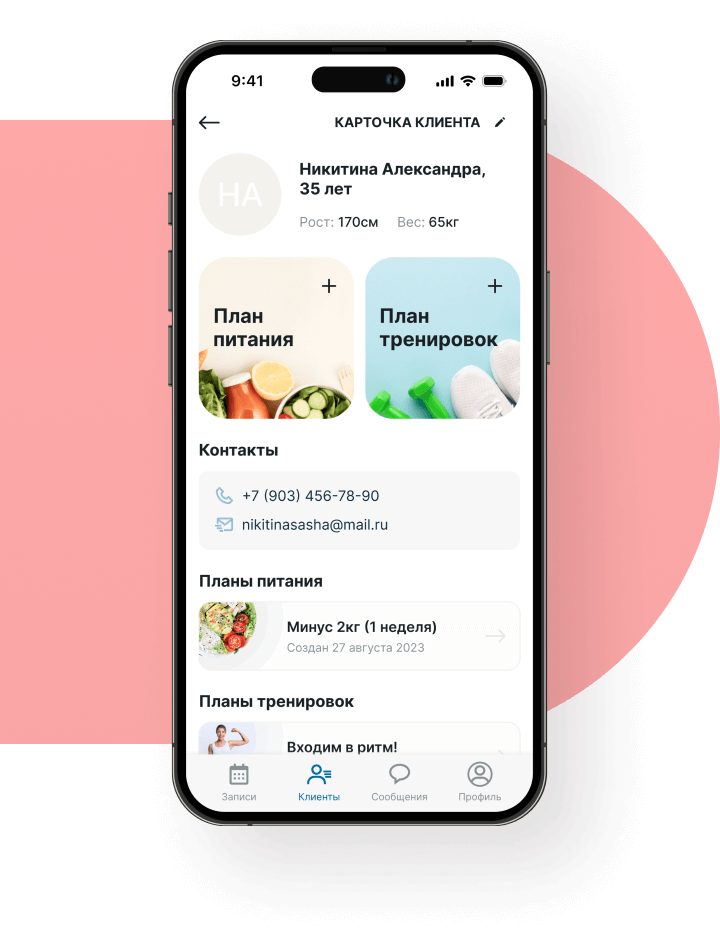 9:41
КАРТОЧКА КЛИЕНТА
НА
Никитина Александра,
35 лет
Рост: 170см Вес: 65кг
План
питания
План
тренировок
Контакты
+7 (903) 456-78-90
nikitinasasha@mail.ru
Планы питания
Минус 2кг (1 неделя)
Создан 27 августа 2023
Планы тренировок
Входим в ритм!
Записи Клиенты Сообщения Профиль